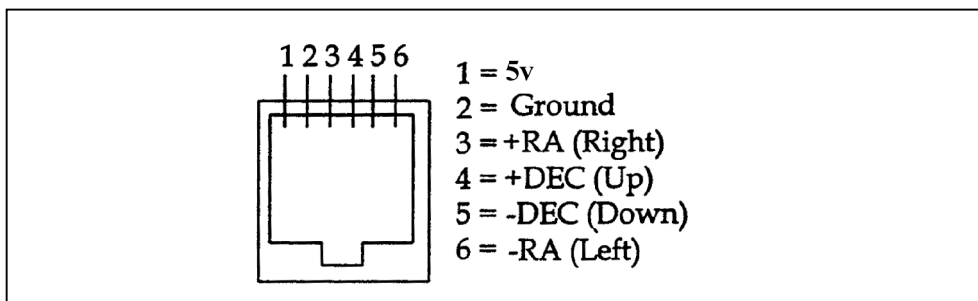 1 2 3 4 5 6
1 = 5v
2 = Ground
3 = +RA (Right)
4 = +DEC (Up)
5 = -DEC (Down)
6 = -RA (Left)